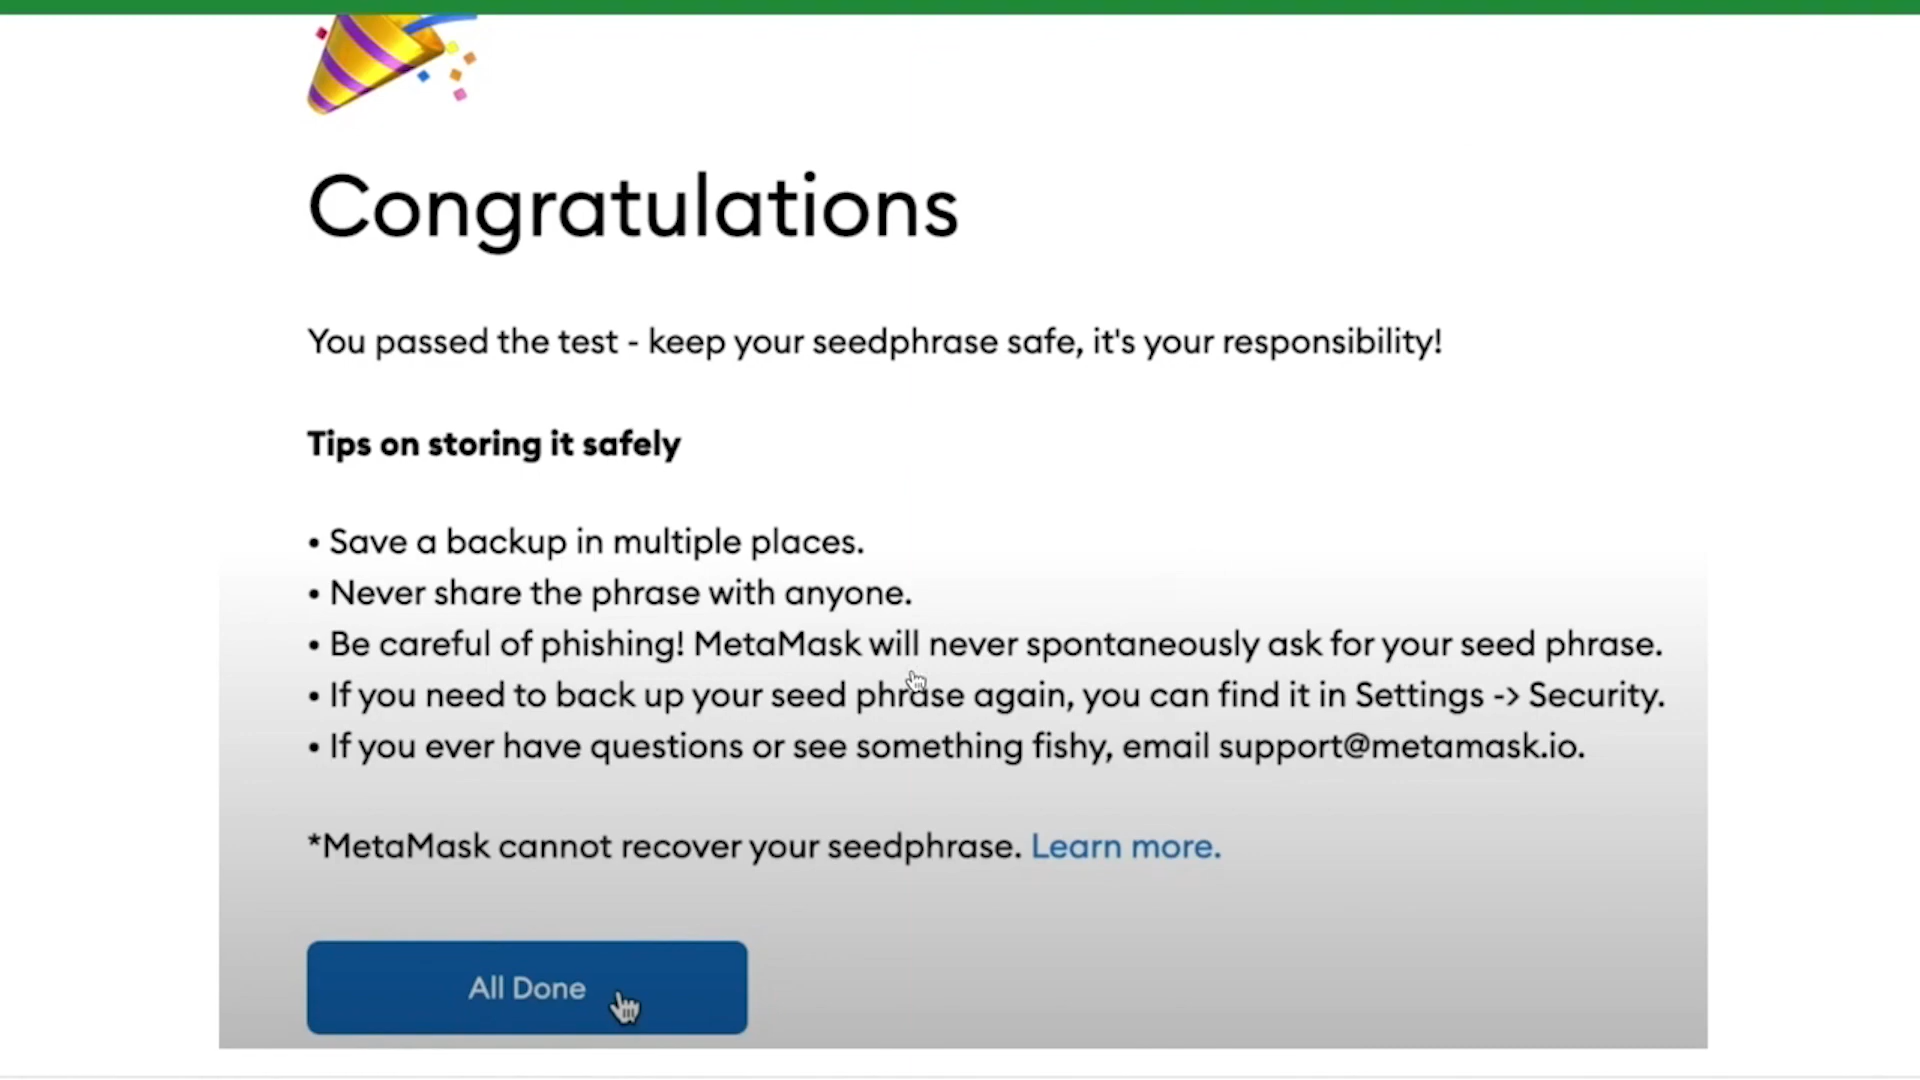 Congratulations
You passed the test - keep your seedphrase safe, it's your responsibility!
Tips on storing it safely
• Save a backup in multiple places.
• Never share the phrase with anyone.
• Be careful of phishing! MetaMask will never spontaneously ask for your seed phrase.
• If you need to back up your seed phrase again, you can find it in Settings -> Security.
• If you ever have questions or see something fishy, email support@metamask.io.
*MetaMask cannot recover your seedphrase. Learn more.
All Done